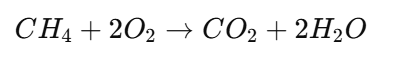 CH₄ + 2O₂ → CO₂ + 2H₂O